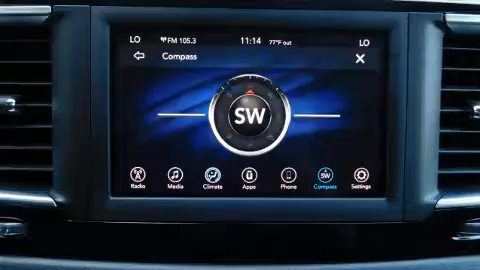 LO FM 105.3 11:14 77°F out LO
Compass
SW
Radio Media Climate Apps Phone SW Compass Settings